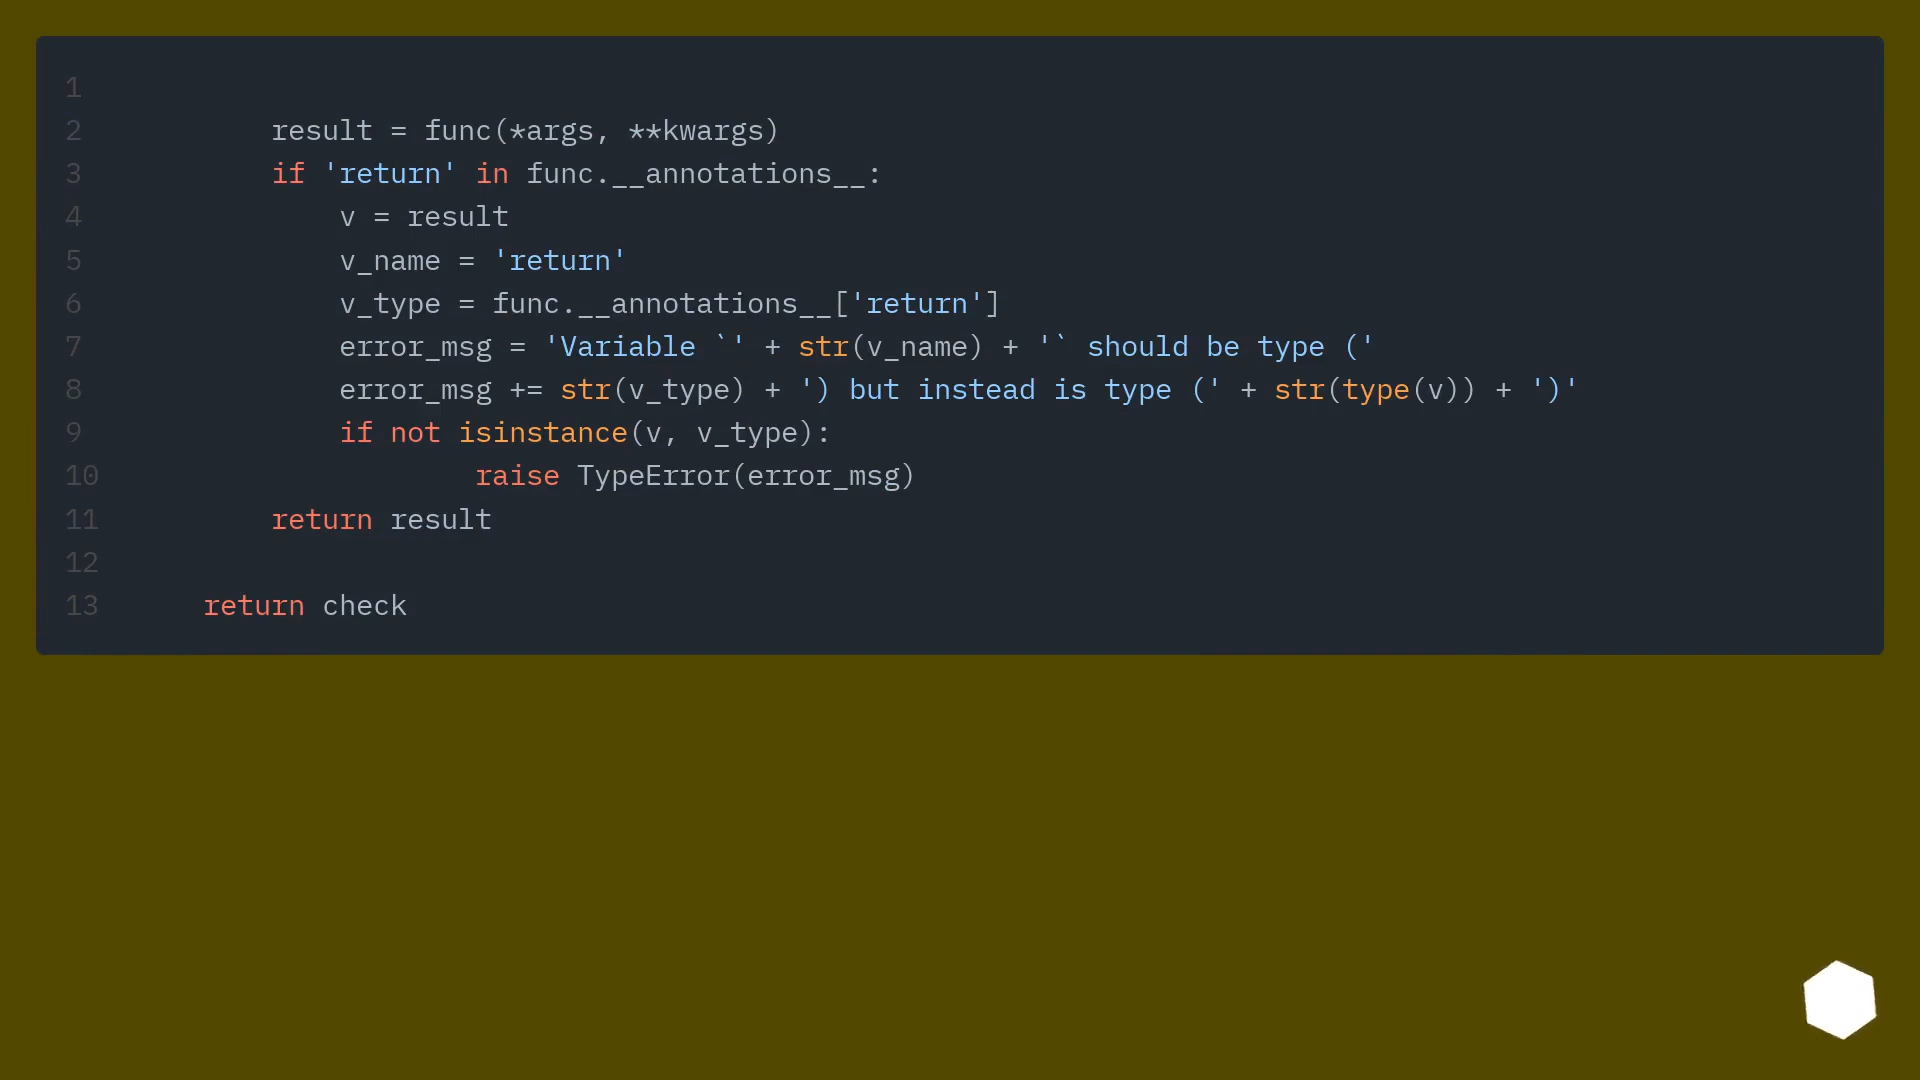 1
2         result = func(*args, **kwargs)
3         if 'return' in func.__annotations__:
4             v = result
5             v_name = 'return'
6             v_type = func.__annotations__['return']
7             error_msg = 'Variable `' + str(v_name) + '` should be type ('
8             error_msg += str(v_type) + ') but instead is type (' + str(type(v)) + ')'
9             if not isinstance(v, v_type):
10                    raise TypeError(error_msg)
11        return result
12
13    return check